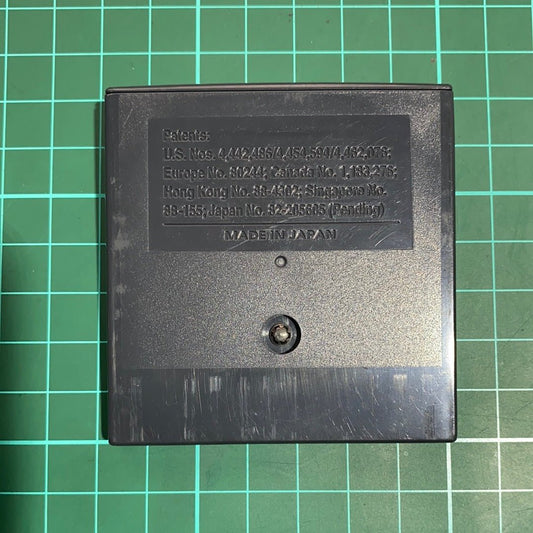 Patents:
U.S. Nos. 4,442,486/4,454,594/4,462,076;
Europe No. 80244; Canada No. 1,183,276;
Hong Kong No. 88-4302; Singapore No.
88-155; Japan No. 82-205605 (Pending)
MADE IN JAPAN